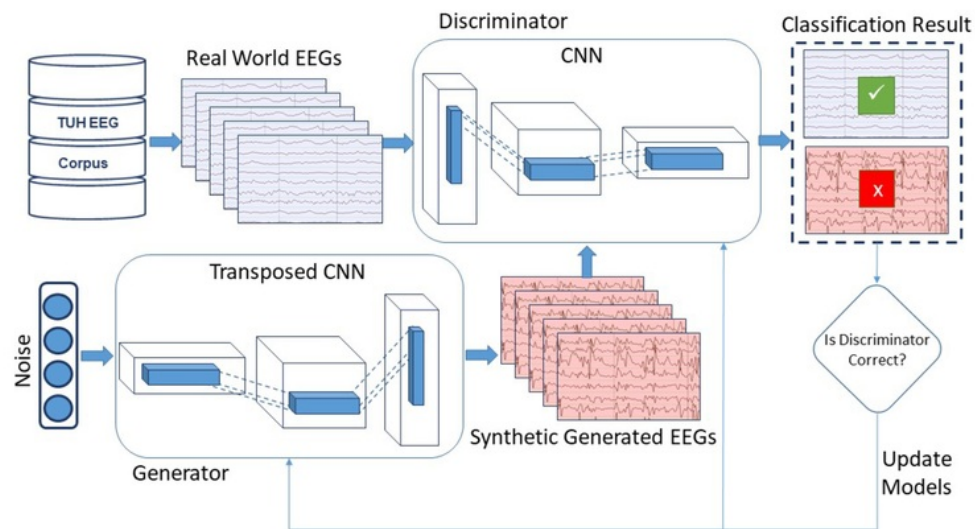 Discriminator
Classification Result
Real World EEGs
CNN
TUH EEG
Corpus
✓
x
Transposed CNN
Noise
Is Discriminator
Correct?
Synthetic Generated EEGs
Generator
Update
Models